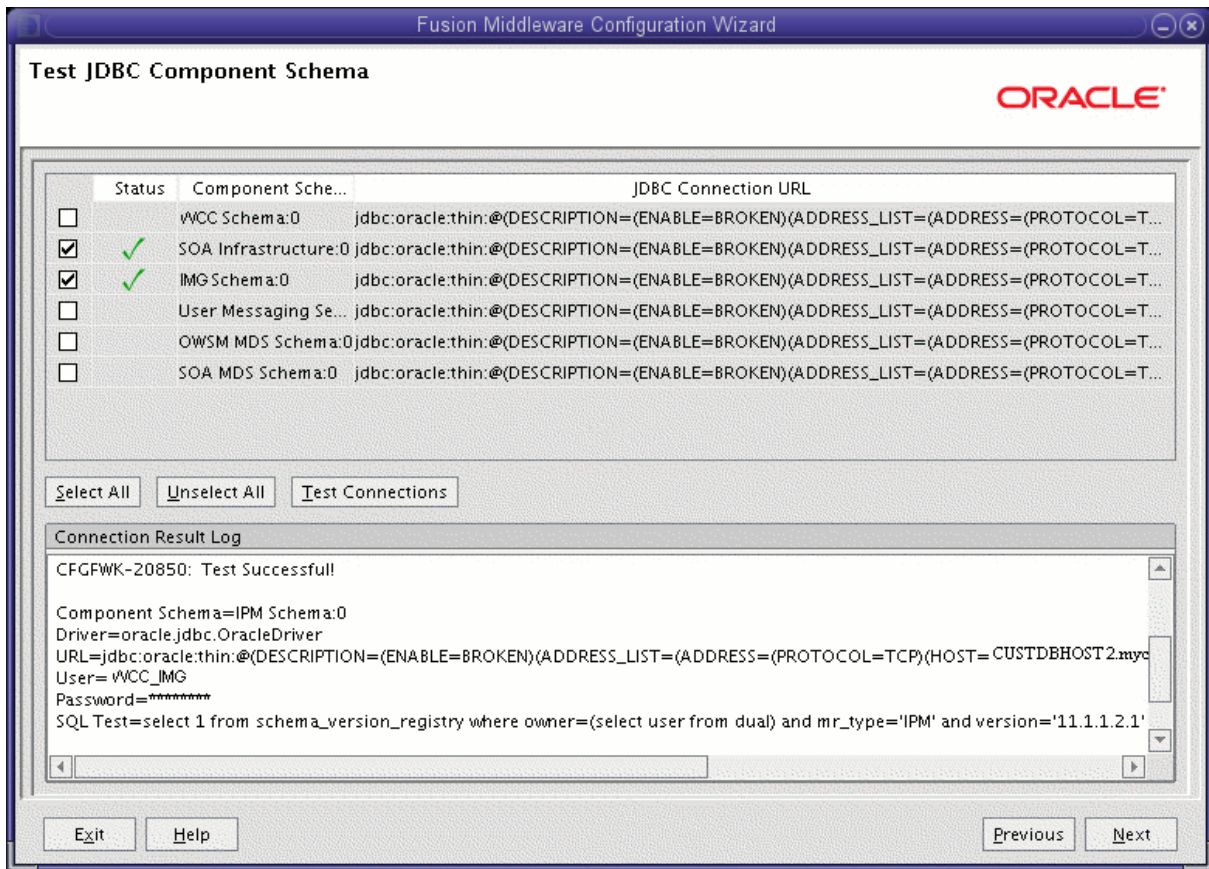 Fusion Middleware Configuration Wizard
Test JDBC Component Schema
ORACLE
Status Component Sche... JDBC Connection URL
WCC Schema:0 jdbc:oracle:thin:@(DESCRIPTION=(ENABLE=BROKEN)(ADDRESS_LIST=(ADDRESS=(PROTOCOL=T...
SOA Infrastructure:0 jdbc:oracle:thin:@(DESCRIPTION=(ENABLE=BROKEN)(ADDRESS_LIST=(ADDRESS=(PROTOCOL=T...
IMG Schema:0 jdbc:oracle:thin:@(DESCRIPTION=(ENABLE=BROKEN)(ADDRESS_LIST=(ADDRESS=(PROTOCOL=T...
User Messaging Se... jdbc:oracle:thin:@(DESCRIPTION=(ENABLE=BROKEN)(ADDRESS_LIST=(ADDRESS=(PROTOCOL=T...
OWSM MDS Schema:0 jdbc:oracle:thin:@(DESCRIPTION=(ENABLE=BROKEN)(ADDRESS_LIST=(ADDRESS=(PROTOCOL=T...
SOA MDS Schema:0 jdbc:oracle:thin:@(DESCRIPTION=(ENABLE=BROKEN)(ADDRESS_LIST=(ADDRESS=(PROTOCOL=T...
Select All Unselect All Test Connections
Connection Result Log
CFGFWK-20850: Test Successful!
Component Schema=IPM Schema:0
Driver=oracle.jdbc.OracleDriver
URL=jdbc:oracle:thin:@(DESCRIPTION=(ENABLE=BROKEN)(ADDRESS_LIST=(ADDRESS=(PROTOCOL=TCP)(HOST=CUSTDBHOST2.myc
User= WCC_IMG
Password=********
SQL Test=select 1 from schema_version_registry where owner=(select user from dual) and mr_type='IPM' and version='11.1.1.2.1'
Exit Help Previous Next